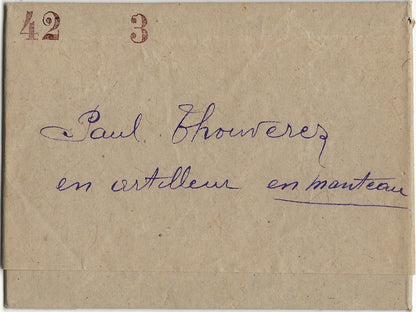 42 3
Paul Thouverez
en artilleur en manteau